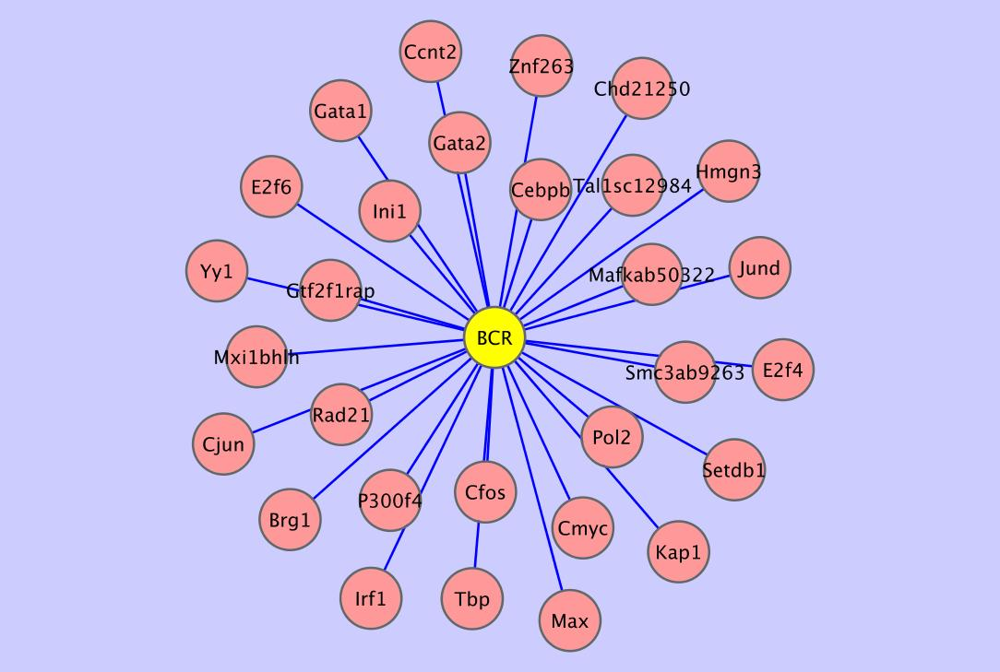 Ccnt2
Znf263
Chd21250
Gata1
Gata2
Hmgn3
E2f6
Cebpb
Tal1sc12984
Ini1
Yy1
Gtf2f1rap
Mafkab50322
Jund
BCR
Mxi1bhlh
Smc3ab9263
E2f4
Rad21
Pol2
Cjun
Setdb1
Cfos
P300f4
Brg1
Cmyc
Kap1
Irf1
Tbp
Max